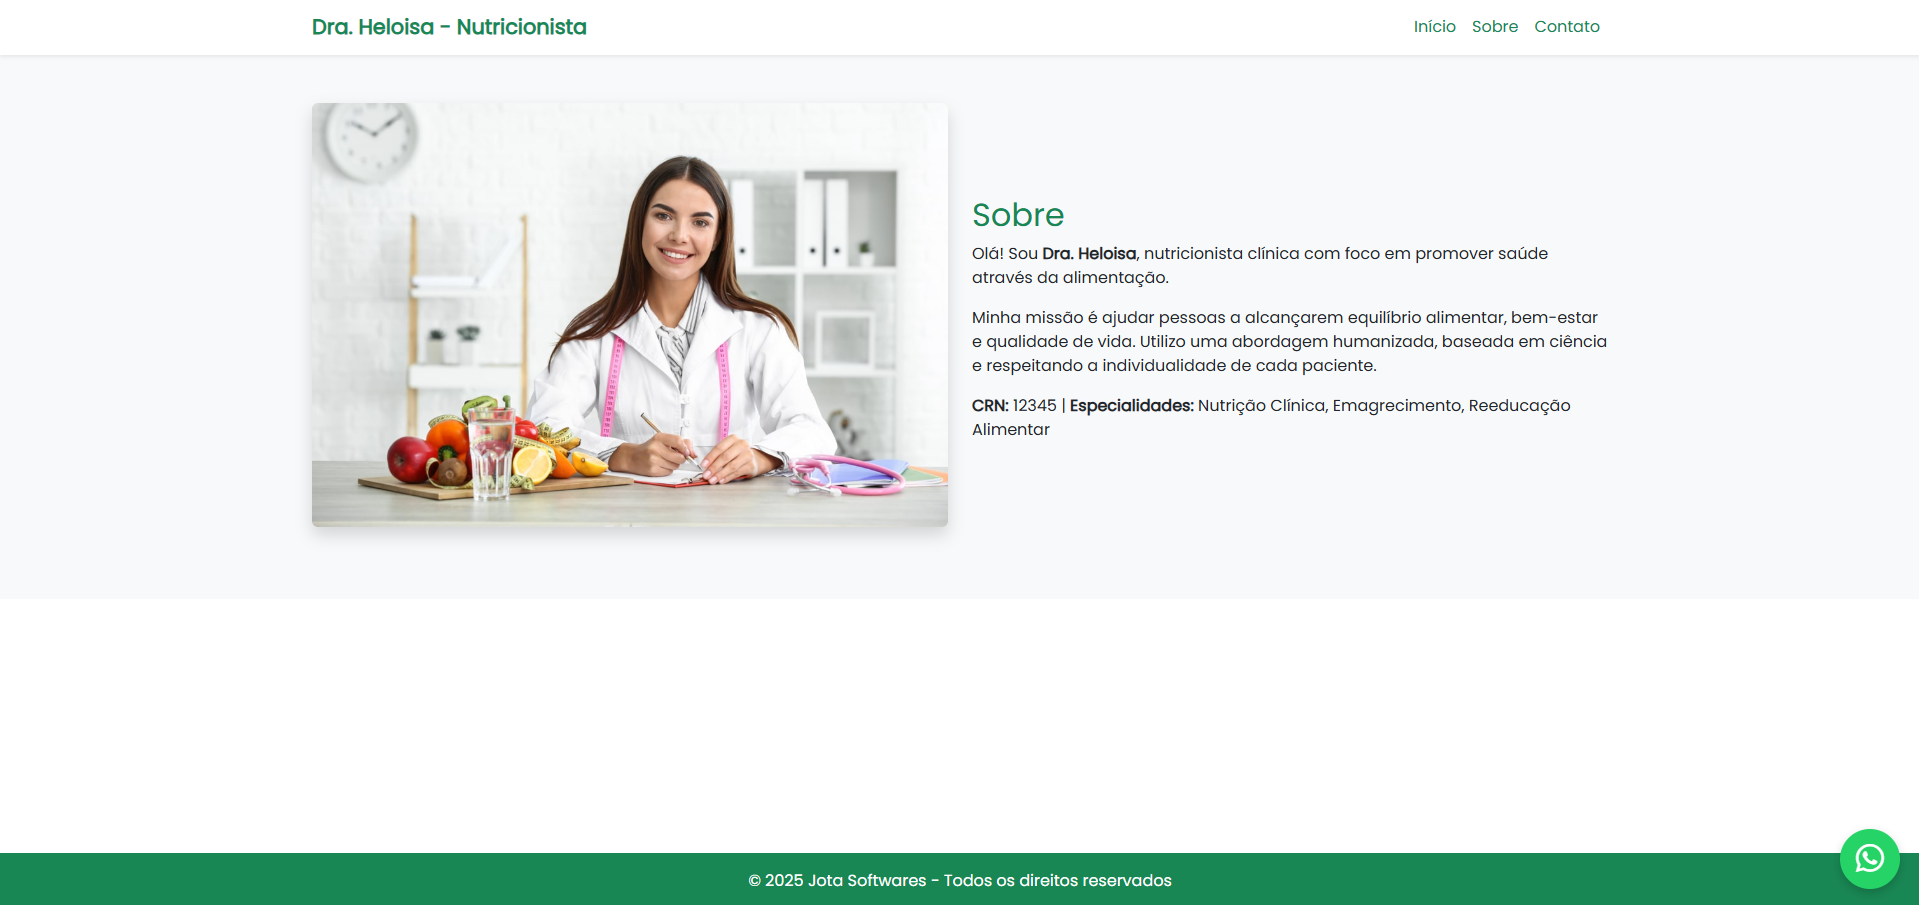 Dra. Heloisa - Nutricionista
Início Sobre Contato
Sobre
Olá! Sou Dra. Heloisa, nutricionista clínica com foco em promover saúde
através da alimentação.
Minha missão é ajudar pessoas a alcançarem equilíbrio alimentar, bem-estar
e qualidade de vida. Utilizo uma abordagem humanizada, baseada em ciência
e respeitando a individualidade de cada paciente.
CRN: 12345 | Especialidades: Nutrição Clínica, Emagrecimento, Reeducação
Alimentar
© 2025 Jota Softwares - Todos os direitos reservados